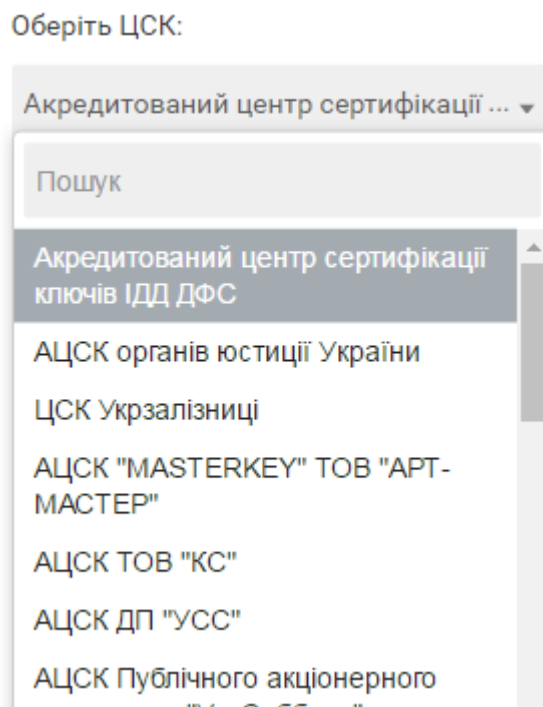 Оберіть ЦСК:
Акредитований центр сертифікації ...
Пошук
Акредитований центр сертифікації
ключів ІДД ДФС
АЦСК органів юстиції України
ЦСК Укрзалізниці
АЦСК "MASTERKEY" ТОВ "АРТ-
МАСТЕР"
АЦСК ТОВ "КС"
АЦСК ДП "УСС"
АЦСК Публічного акціонерного